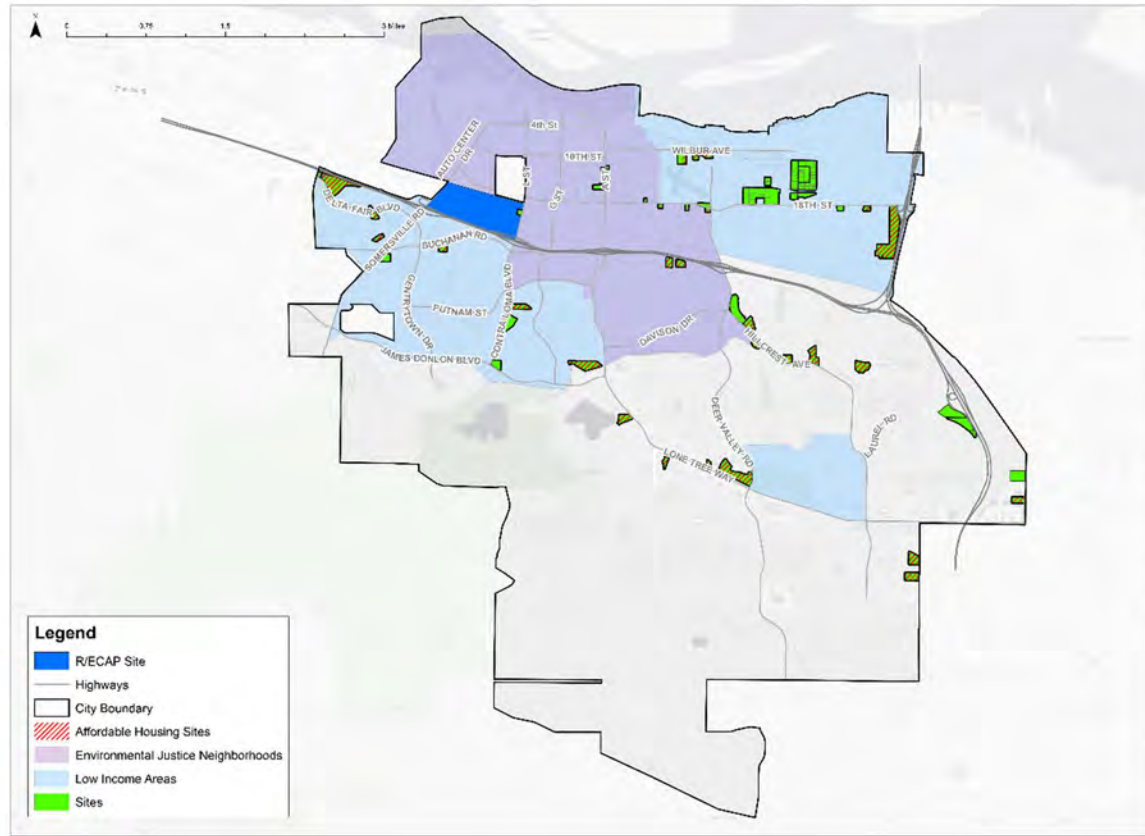 N
0 0.75 1.5 3 Miles
4th St
AUTO CENTER DR
10TH ST
WILBUR AVE
L ST
G ST
A ST
18TH ST
DELTA FAIR BLVD
SOMERSVILLE RD
BUCHANAN RD
GENTRYTOWN DR
PUTNAM ST
CONTRA LOMA BLVD
JAMES DONLON BLVD
DAVISON DR
HILLCREST AVE
DEER VALLEY RD
LAUREL RD
LONE TREE WAY
Legend
R/ECAP Site
Highways
City Boundary
Affordable Housing Sites
Environmental Justice Neighborhoods
Low Income Areas
Sites